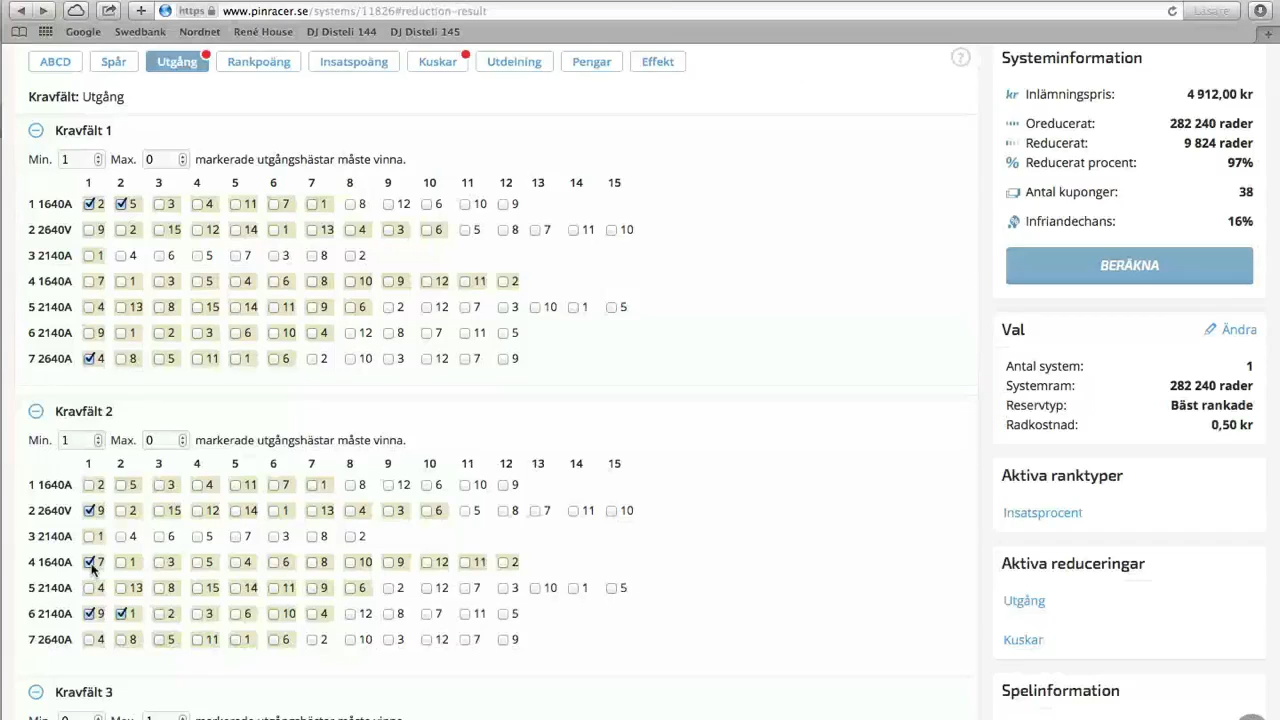 https www.pinracer.se/systems/11826#reduction-result Läsare
Google Swedbank Nordnet René House DJ Disteli 144 DJ Disteli 145
ABCD Spår Utgång Rankpoäng Insatspoäng Kuskar Utdelning Pengar Effekt ?
Kravfält: Utgång
Kravfält 1
Min. 1 Max. 0 markerade utgångshästar måste vinna.
1 2 3 4 5 6 7 8 9 10 11 12 13 14 15
1 1640A 2 5 3 4 11 7 1 8 12 6 10 9
2 2640V 9 2 15 12 14 1 13 4 3 6 5 8 7 11 10
3 2140A 1 4 6 5 7 3 8 2
4 1640A 7 1 3 5 4 6 8 10 9 12 11 2
5 2140A 4 13 8 15 14 11 9 6 2 12 7 3 10 1 5
6 2140A 9 1 2 3 6 10 4 12 8 7 11 5
7 2640A 4 8 5 11 1 6 2 10 3 12 7 9
Kravfält 2
Min. 1 Max. 0 markerade utgångshästar måste vinna.
1 2 3 4 5 6 7 8 9 10 11 12 13 14 15
1 1640A 2 5 3 4 11 7 1 8 12 6 10 9
2 2640V 9 2 15 12 14 1 13 4 3 6 5 8 7 11 10
3 2140A 1 4 6 5 7 3 8 2
4 1640A 7 1 3 5 4 6 8 10 9 12 11 2
5 2140A 4 13 8 15 14 11 9 6 2 12 7 3 10 1 5
6 2140A 9 1 2 3 6 10 4 12 8 7 11 5
7 2640A 4 8 5 11 1 6 2 10 3 12 7 9
Kravfält 3
Systeminformation
kr Inlämningspris: 4 912,00 kr
Oreducerat: 282 240 rader
Reducerat: 9 824 rader
% Reducerat procent: 97%
Antal kuponger: 38
Infriandechans: 16%
BERÄKNA
Val Ändra
Antal system: 1
Systemram: 282 240 rader
Reservtyp: Bäst rankade
Radkostnad: 0,50 kr
Aktiva ranktyper
Insatsprocent
Aktiva reduceringar
Utgång
Kuskar
Spelinformation